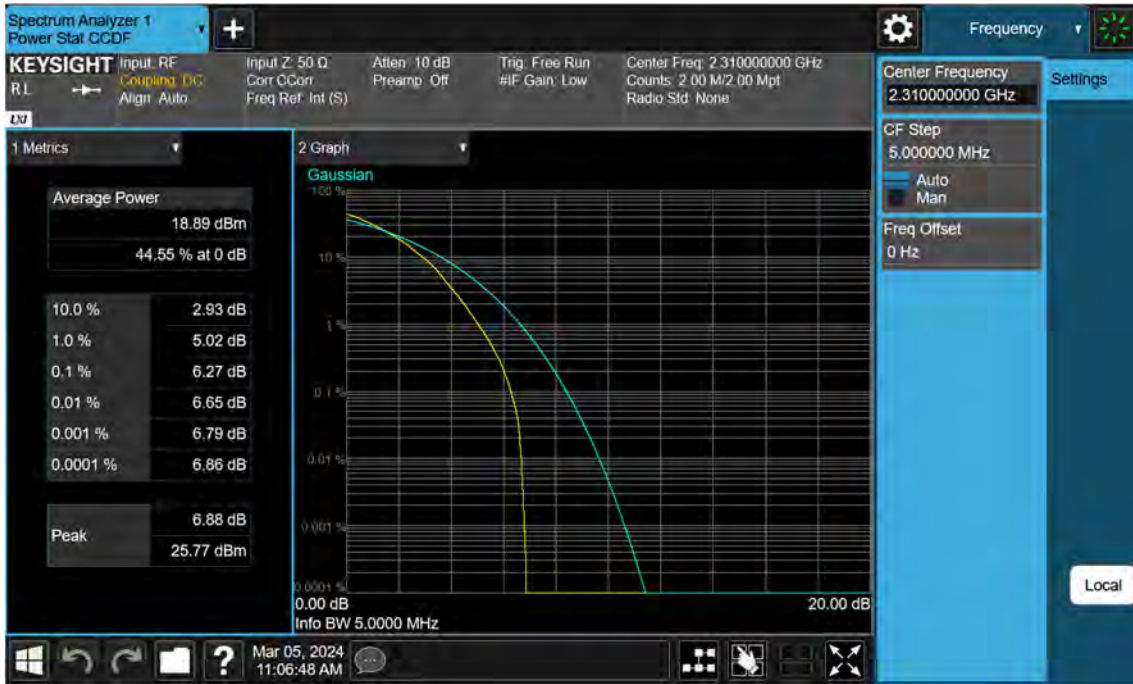 Spectrum Analyzer 1
Power Stat CCDF
+
Frequency
KEYSIGHT
RL
LXI
Input: RF
Coupling: DC
Align: Auto
Input Z: 50 Ω
Corr CCorr
Freq Ref: Int (S)
Atten: 10 dB
Preamp: Off
Trig: Free Run
#IF Gain: Low
Center Freq: 2.310000000 GHz
Counts: 2.00 M/2.00 Mpt
Radio Std: None
Center Frequency
2.310000000 GHz
Settings
CF Step
5.000000 MHz
Auto
Man
Freq Offset
0 Hz
Local
1 Metrics
Average Power
18.89 dBm
44.55 % at 0 dB
10.0 % 2.93 dB
1.0 % 5.02 dB
0.1 % 6.27 dB
0.01 % 6.65 dB
0.001 % 6.79 dB
0.0001 % 6.86 dB
Peak
6.88 dB
25.77 dBm
2 Graph
Gaussian
100 %
10 %
1 %
0.1 %
0.01 %
0.001 %
0.0001 %
0.00 dB 20.00 dB
Info BW 5.0000 MHz
?
Mar 05, 2024
11:06:48 AM